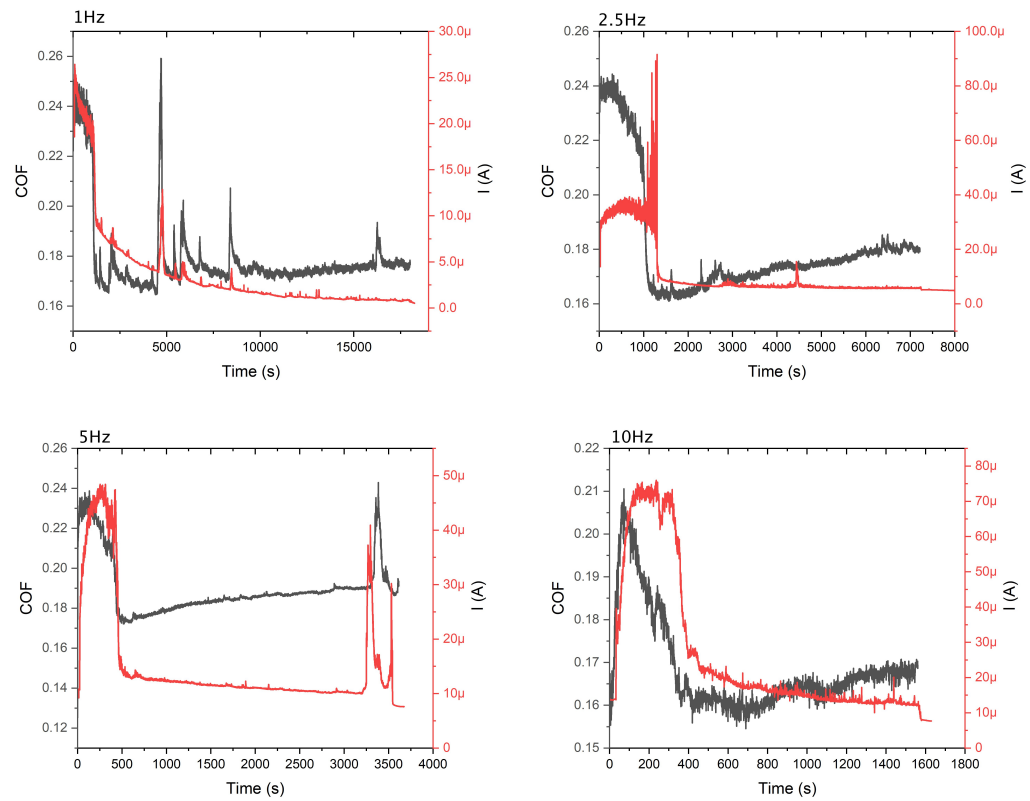 1Hz
COF
0.26
0.24
0.22
0.20
0.18
0.16
30.0µ
25.0µ
20.0µ
15.0µ
10.0µ
5.0µ
0.0
I (A)
0 5000 10000 15000
Time (s)
2.5Hz
COF
0.26
0.24
0.22
0.20
0.18
0.16
100.0µ
80.0µ
60.0µ
40.0µ
20.0µ
0.0
I (A)
0 1000 2000 3000 4000 5000 6000 7000 8000
Time (s)
5Hz
COF
0.26
0.24
0.22
0.20
0.18
0.16
0.14
0.12
50µ
40µ
30µ
20µ
10µ
0
I (A)
0 500 1000 1500 2000 2500 3000 3500 4000
Time (s)
10Hz
COF
0.22
0.21
0.20
0.19
0.18
0.17
0.16
0.15
80µ
70µ
60µ
50µ
40µ
30µ
20µ
10µ
0
I (A)
0 200 400 600 800 1000 1200 1400 1600 1800
Time (s)